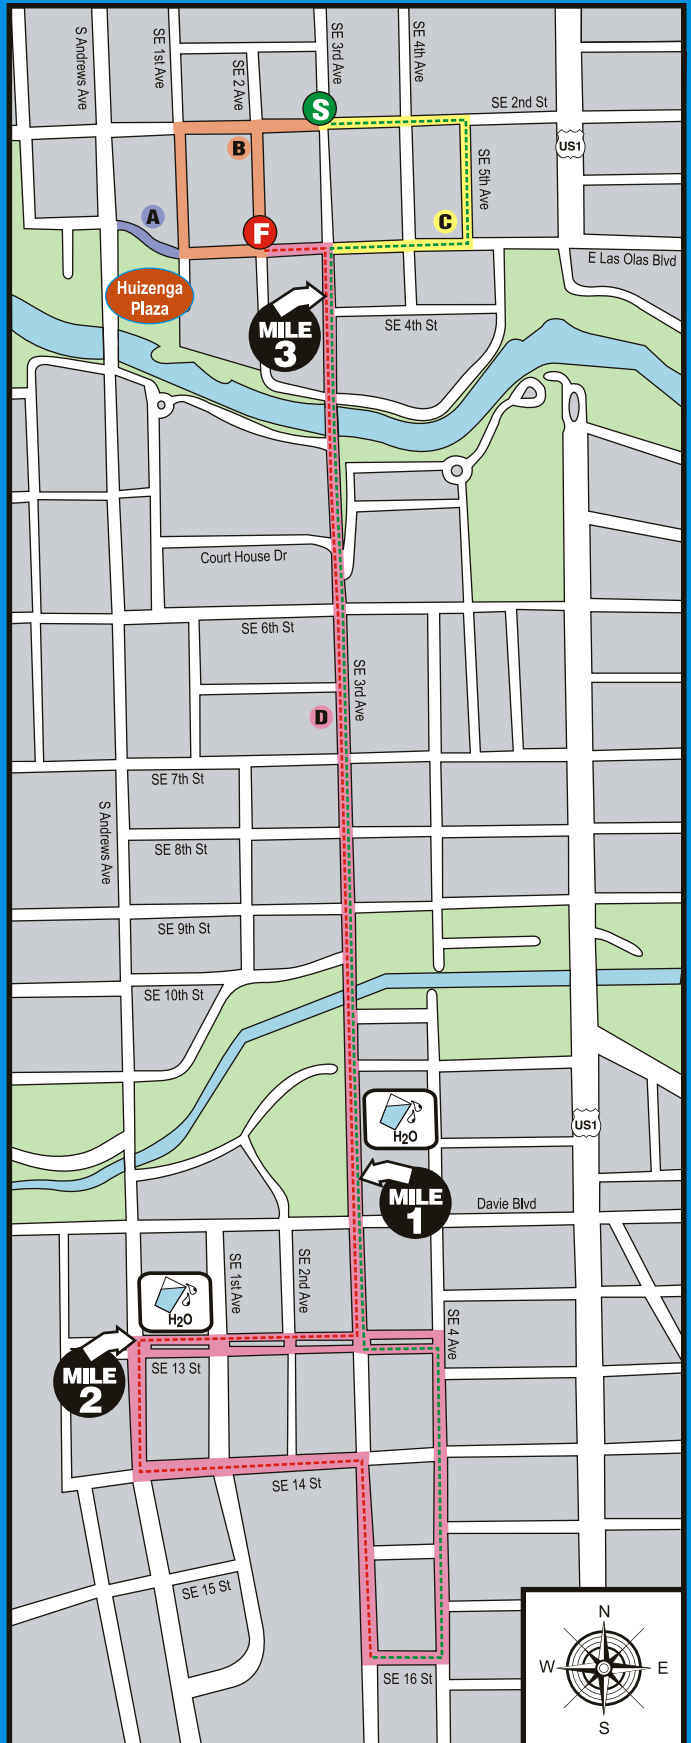 S Andrews Ave
SE 1st Ave
SE 2 Ave
SE 3rd Ave
SE 4th Ave
SE 2nd St
S
B
US1
SE 5th Ave
A
C
F
E Las Olas Blvd
Huizenga
Plaza
MILE
3
SE 4th St
Court House Dr
SE 6th St
SE 3rd Ave
D
SE 7th St
S Andrews Ave
SE 8th St
SE 9th St
SE 10th St
H2O
US1
MILE
1
Davie Blvd
SE 1st Ave
SE 2nd Ave
H2O
SE 4 Ave
MILE
2
SE 13 St
SE 14 St
SE 15 St
SE 16 St
N
W
E
S